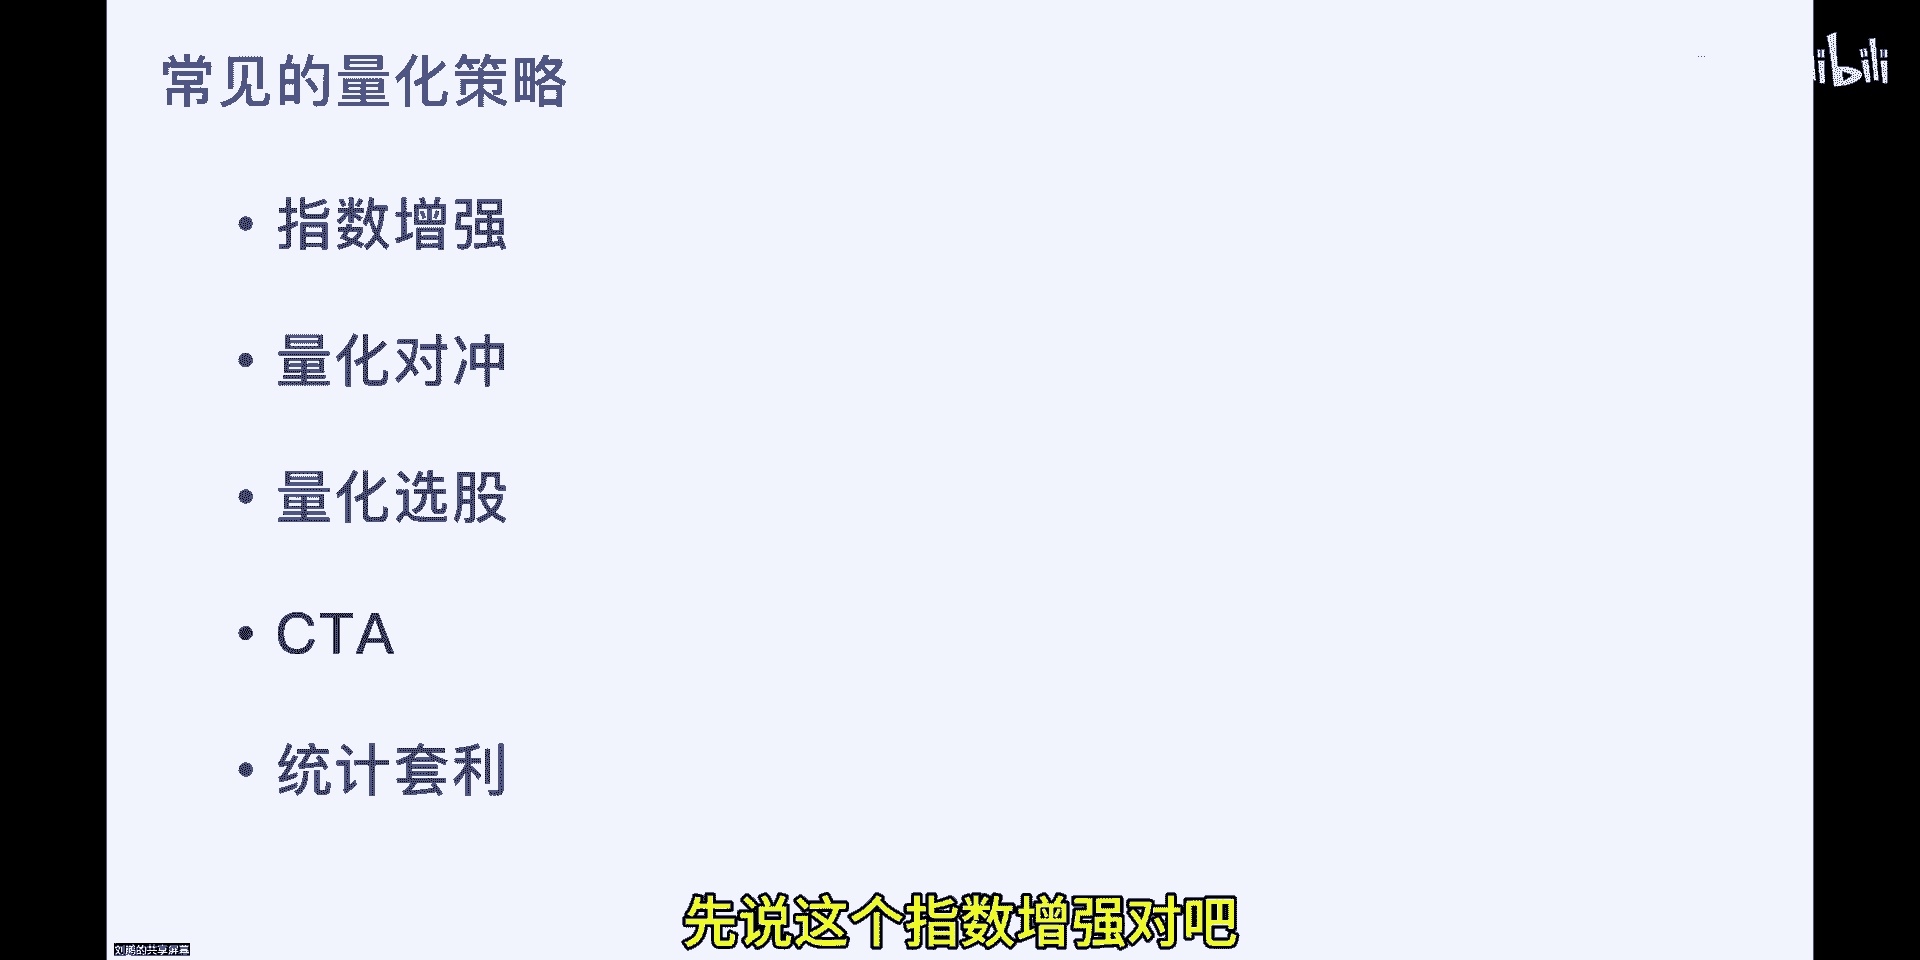 常见的量化策略
bili
• 指数增强
• 量化对冲
• 量化选股
• CTA
• 统计套利
先说这个指数增强对吧
刘鹏的共享屏幕